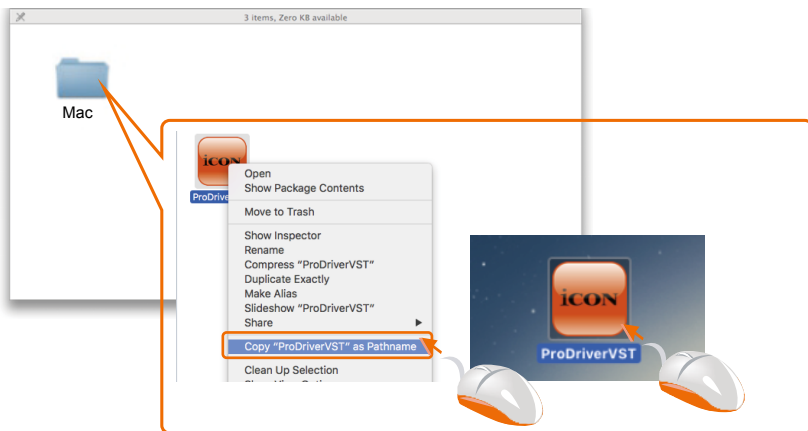 3 items, Zero KB available
Mac
iCON
ProDrive
Open
Show Package Contents
Move to Trash
Show Inspector
Rename
Compress “ProDriverVST”
Duplicate Exactly
Make Alias
Slideshow “ProDriverVST”
Share
Copy “ProDriverVST” as Pathname
Clean Up Selection
iCON
ProDriverVST